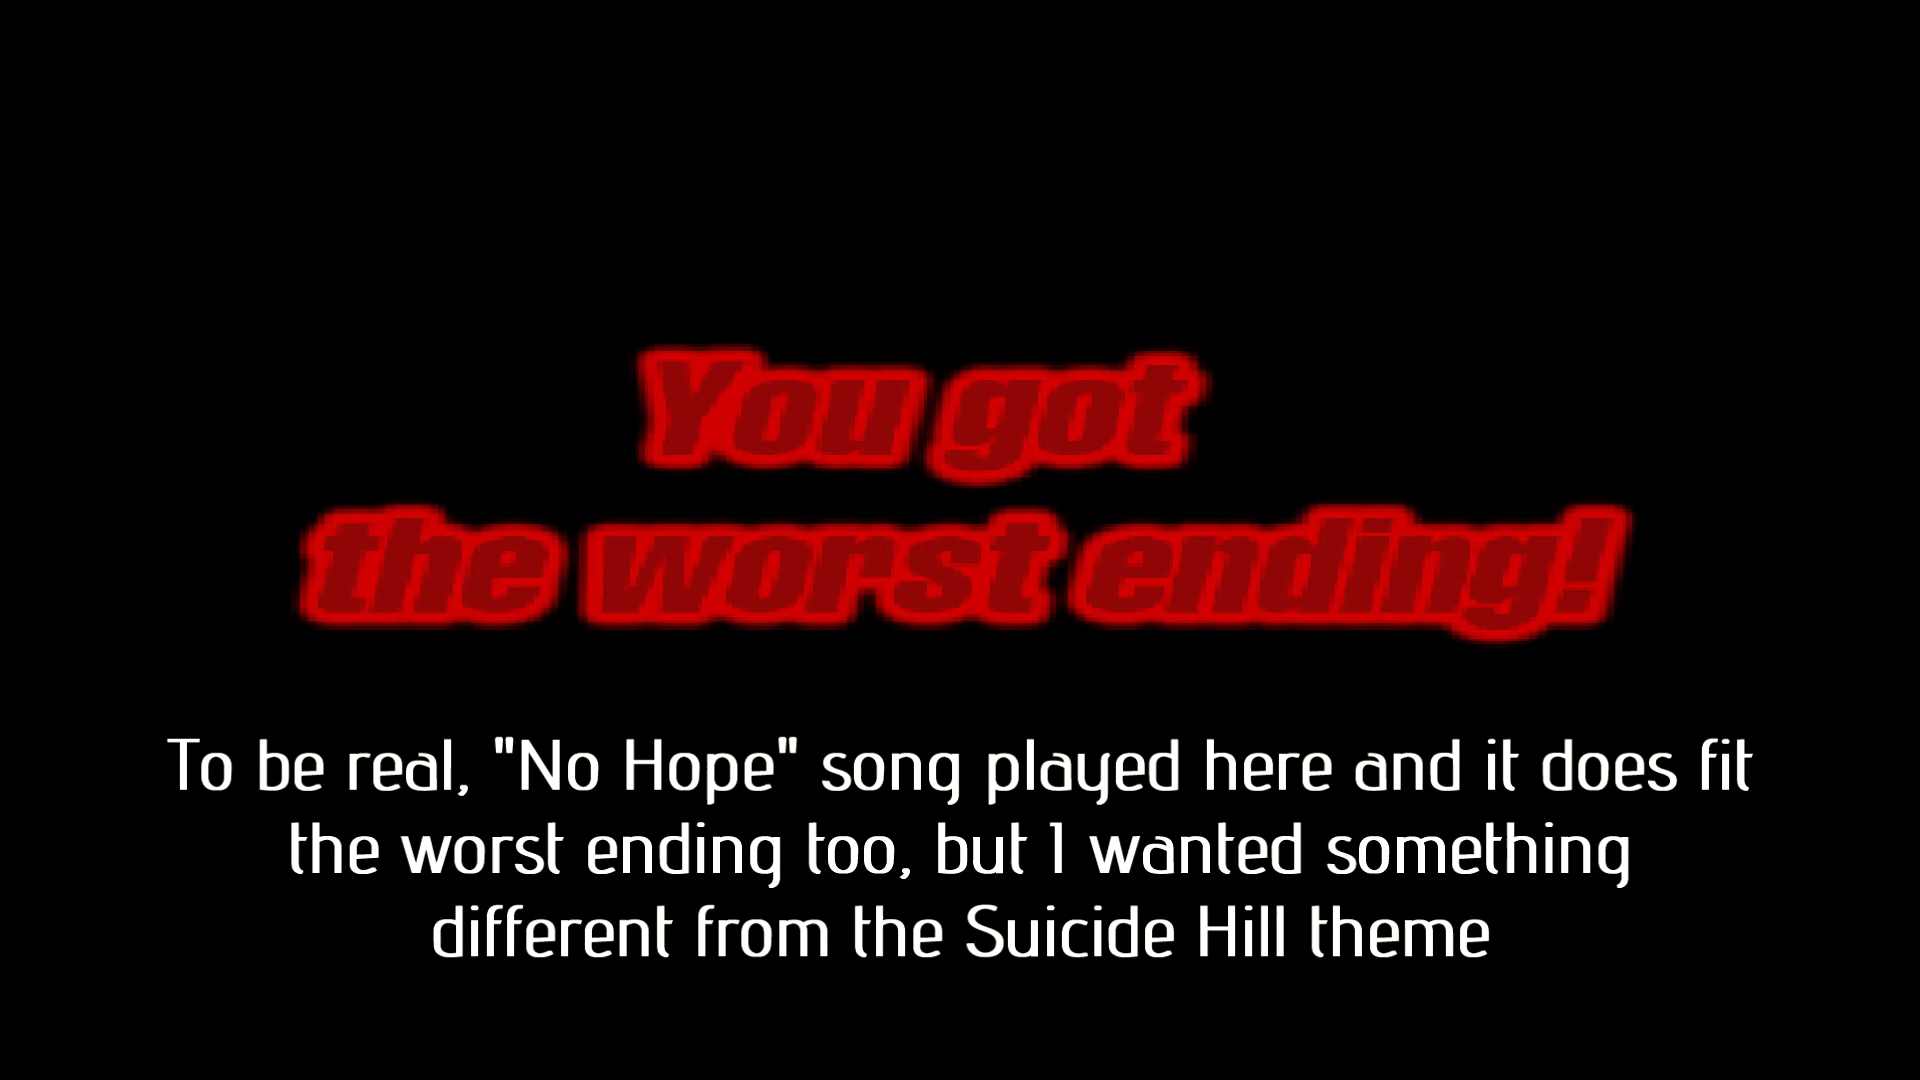 You got
the worst ending!
To be real, "No Hope" song played here and it does fit
the worst ending too, but I wanted something
different from the Suicide Hill theme